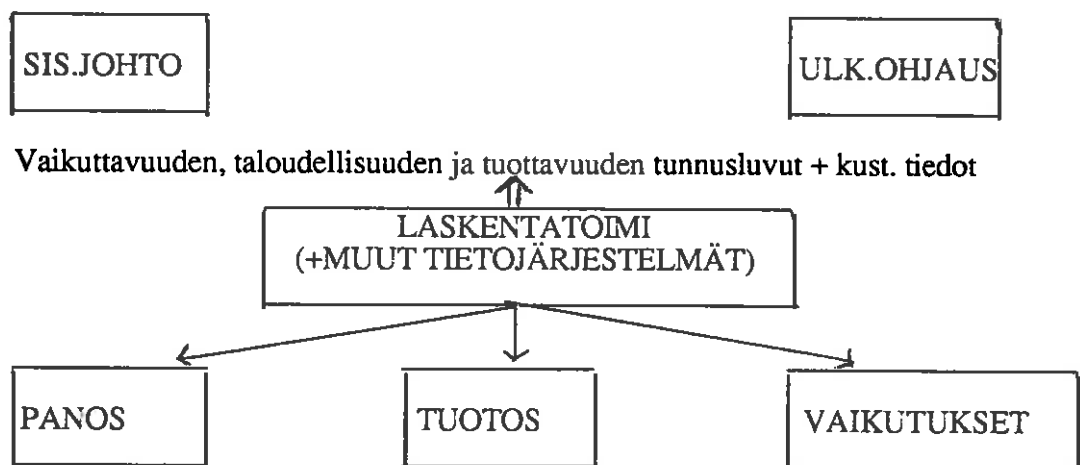 SIS.JOHTO
ULK.OHJAUS
Vaikuttavuuden, taloudellisuuden ja tuottavuuden tunnusluvut + kust. tiedot
LASKENTATOIMI
(+MUUT TIETOJÄRJESTELMÄT)
PANOS
TUOTOS
VAIKUTUKSET